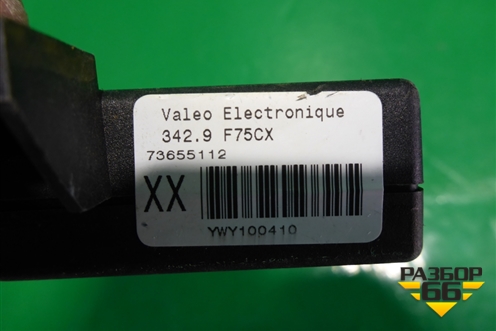 Valeo Electronique
342.9 F75CX
73655112
XX
YWY100410
РАЗБОР
66